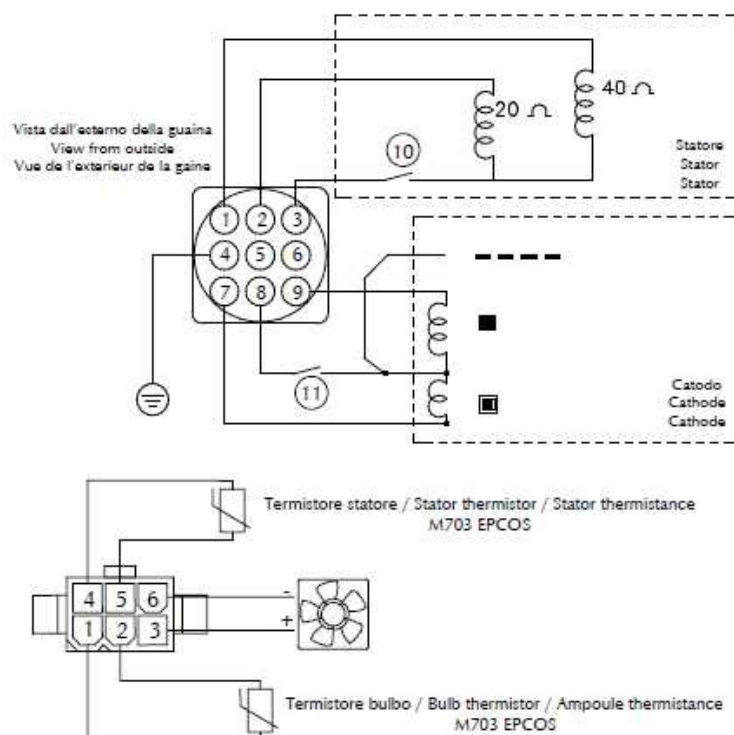 40 Ω
20 Ω
Vista dall'esterno della guaina
View from outside
Vue de l'exterieur de la gaine
10
Statore
Stator
Stator
1 2 3
4 5 6
7 8 9
11
Catodo
Cathode
Cathode
Termistore statore / Stator thermistor / Stator thermistance
M703 EPCOS
4 5 6
-
1 2 3
+
Termistore bulbo / Bulb thermistor / Ampoule thermistance
M703 EPCOS